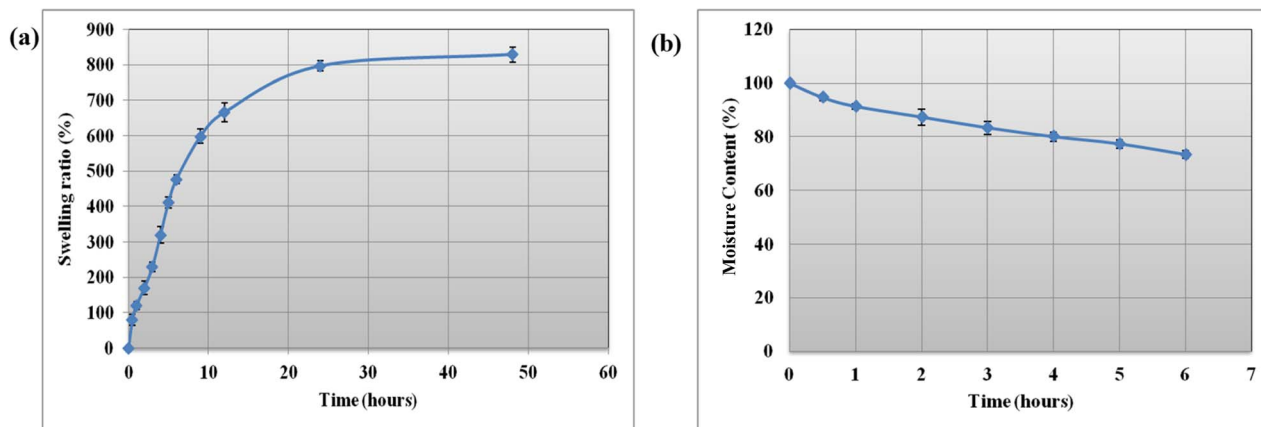 (a)
900
800
700
600
500
400
300
200
100
0
Swelling ratio (%)
0 10 20 30 40 50 60
Time (hours)
(b)
120
100
80
60
40
20
0
Moisture Content (%)
0 1 2 3 4 5 6 7
Time (hours)